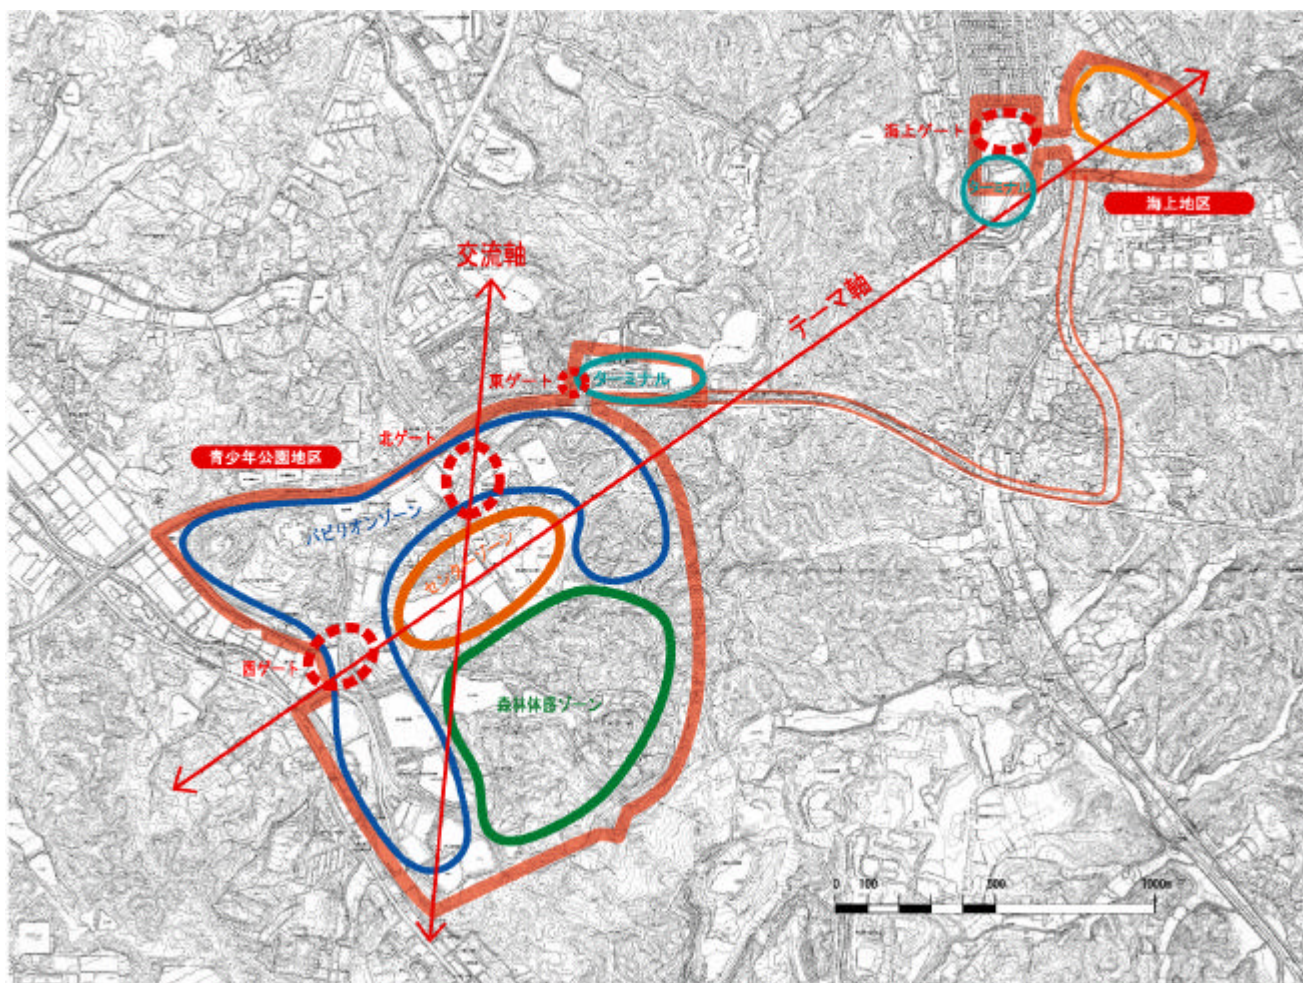 海上ゲート
ターミナル
海上地区
交流軸
テーマ軸
東ゲート
ターミナル
北ゲート
青少年公園地区
パビリオンゾーン
センターゾーン
西ゲート
森林体感ゾーン
0 100 500 1000m